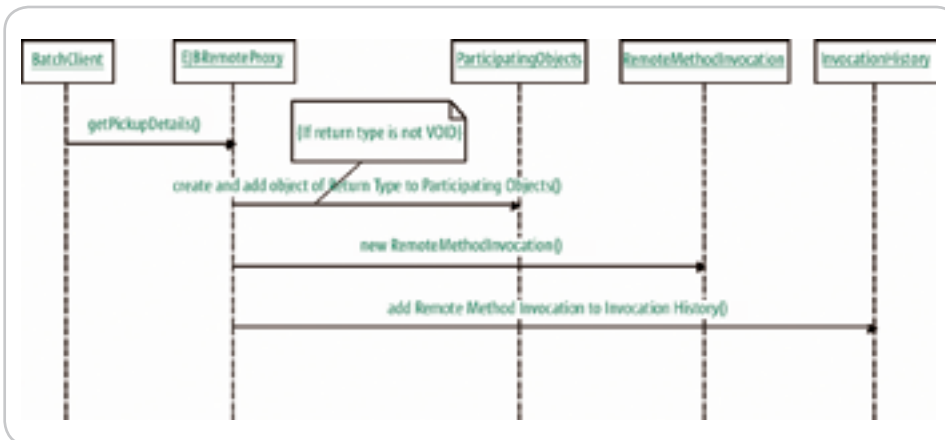 BatchClient
EJBRemoteProxy
ParticipatingObjects
RemoteMethodInvocation
InvocationHistory
getPickupDetails()
(If return type is not VOID)
create and add object of Return Type to Participating Objects()
new RemoteMethodInvocation()
add Remote Method Invocation to Invocation History()